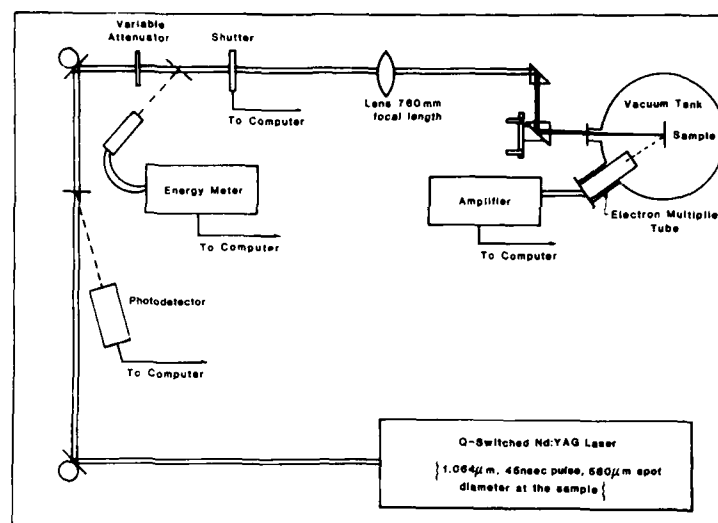 Variable
Attenuator
Shutter
To Computer
Lens 760mm
focal length
Vacuum Tank
Sample
Energy Meter
To Computer
Amplifier
Electron Multiplier
Tube
To Computer
Photodetector
To Computer
Q-Switched Nd:YAG Laser
{1.064μm, 45nsec pulse, 580μm spot
diameter at the sample}